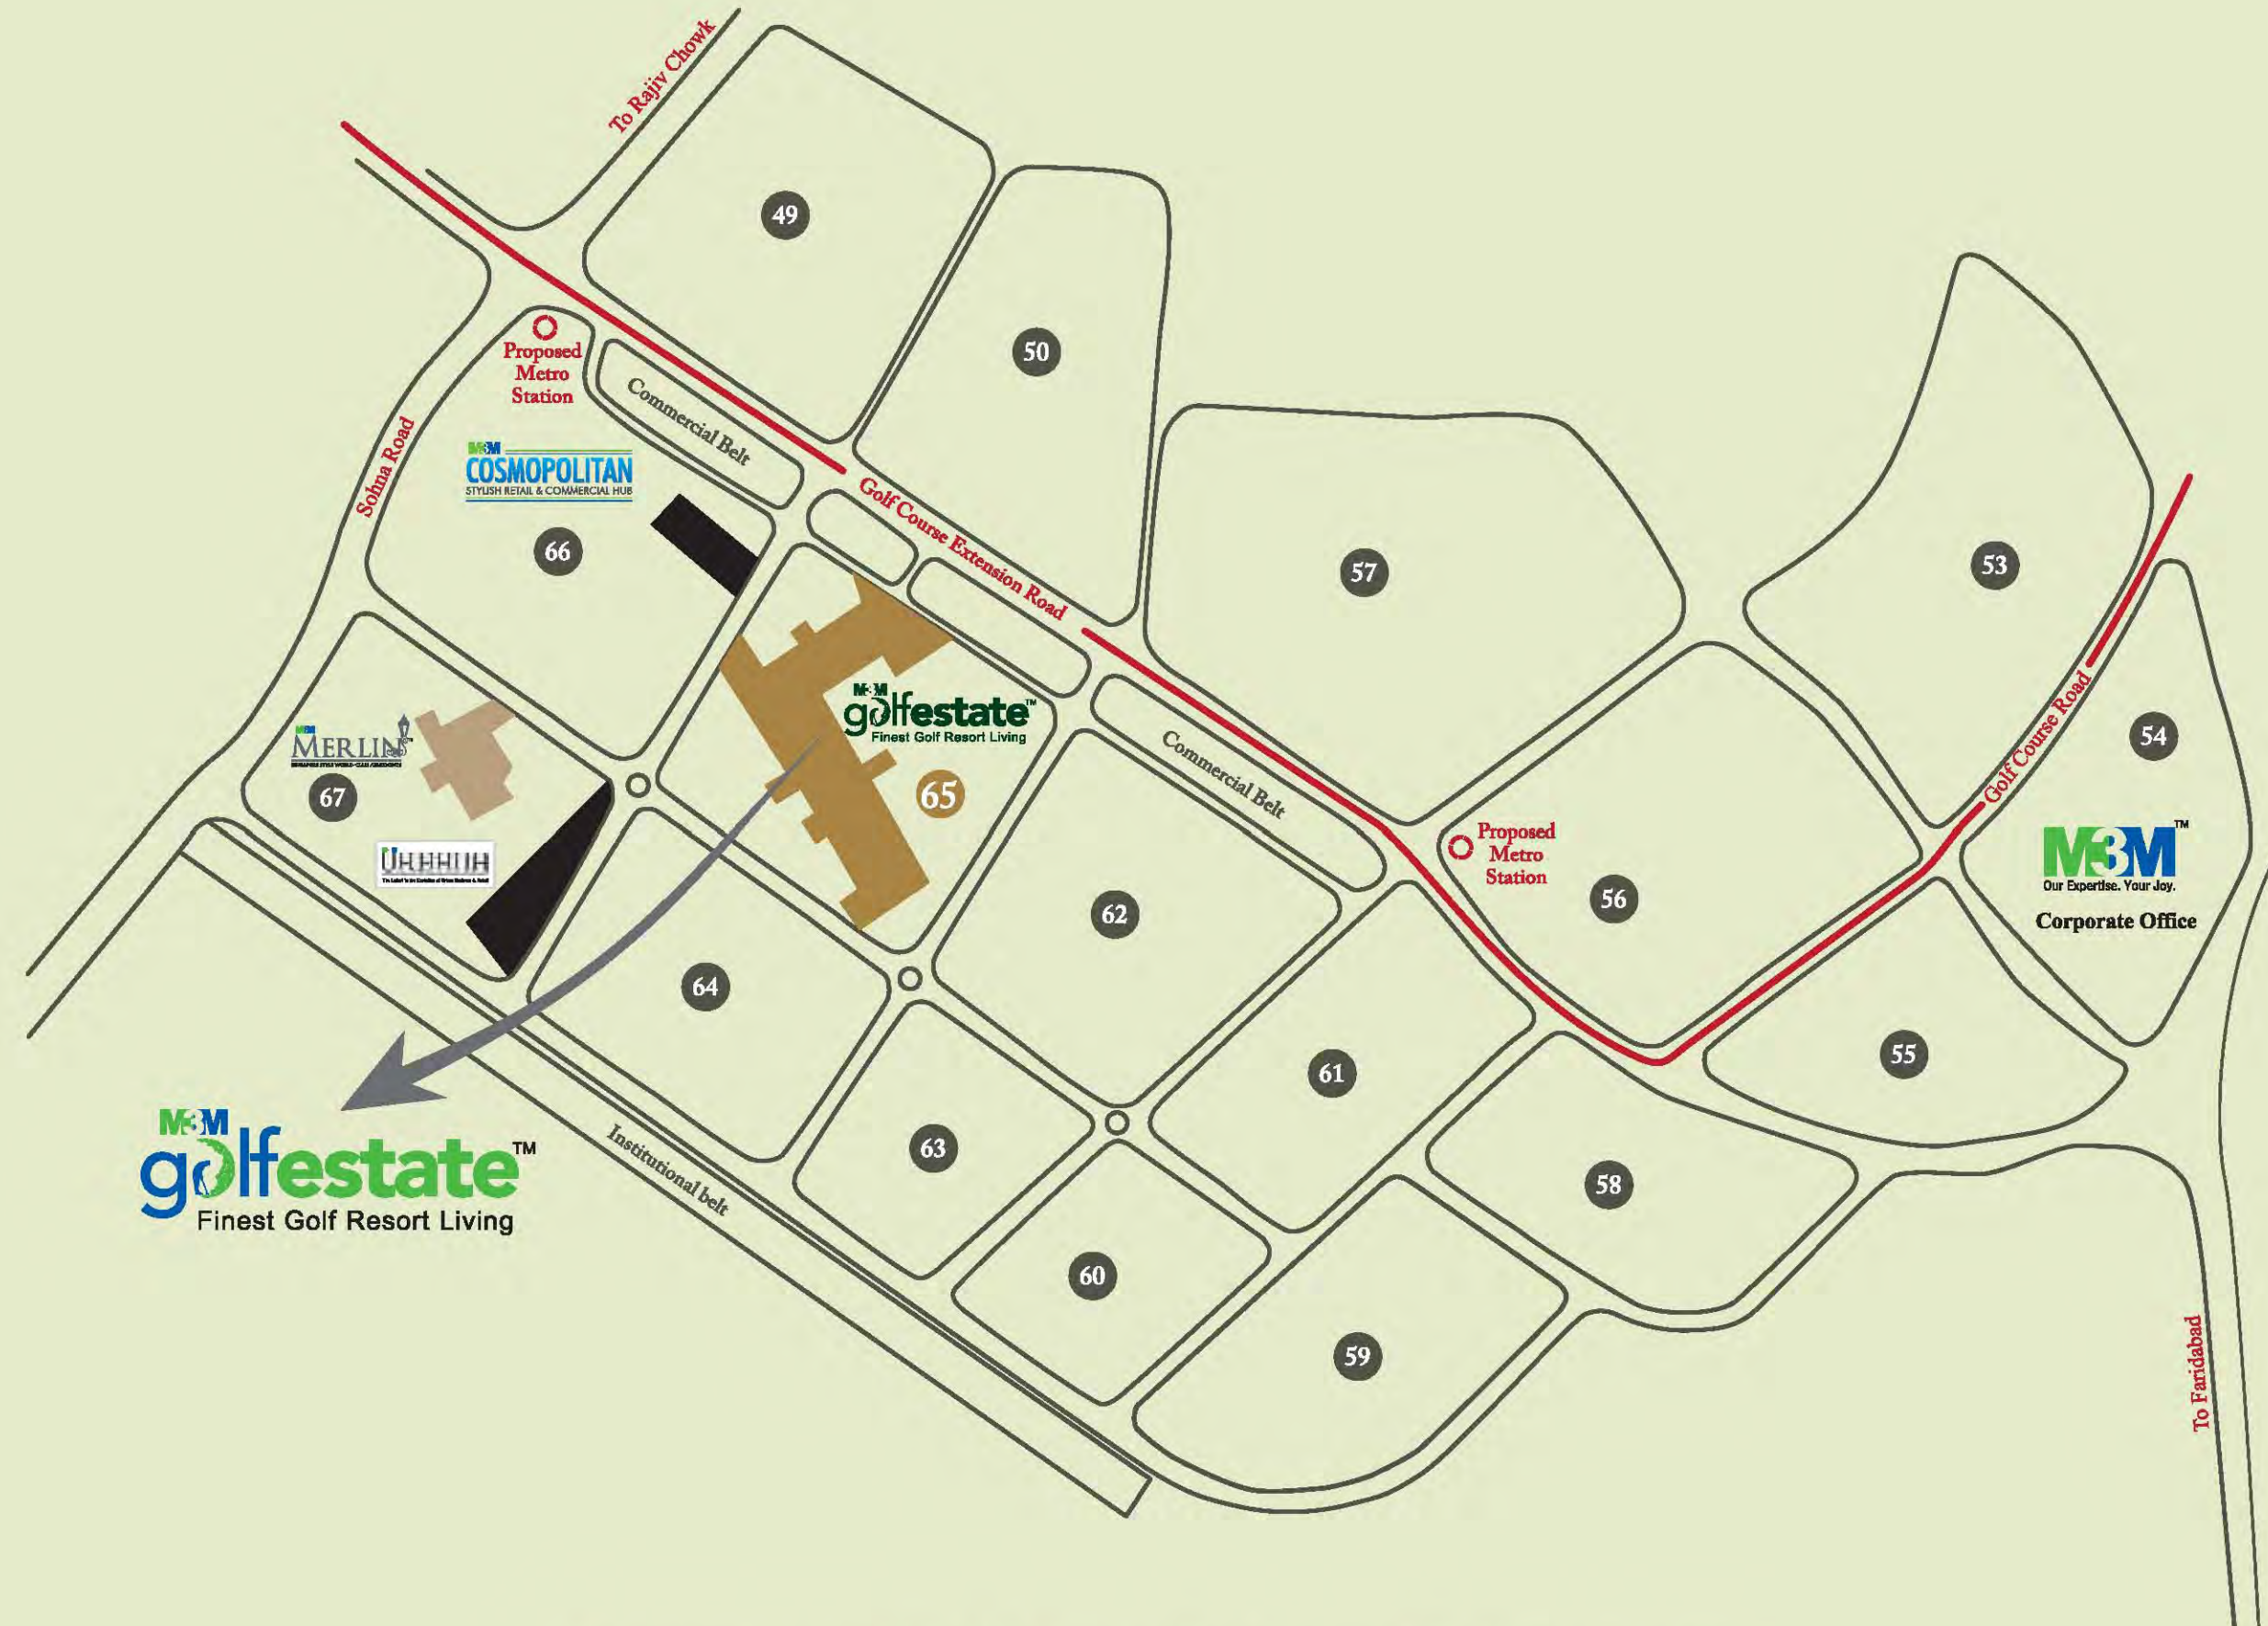 To Rajiv Chowk
49
50
Proposed
Metro
Station
Commercial Belt
Sohna Road
M3M
COSMOPOLITAN
STYLISH RETAIL & COMMERCIAL HUB
66
Golf Course Extension Road
57
53
M3M
golfestate™
Finest Golf Resort Living
65
MERLIN
67
Commercial Belt
Golf Course Road
54
M3M™
Our Expertise. Your Joy.
Corporate Office
Proposed
Metro
Station
56
62
64
61
55
63
58
60
59
Institutional belt
M3M
golfestate™
Finest Golf Resort Living
To Faridabad